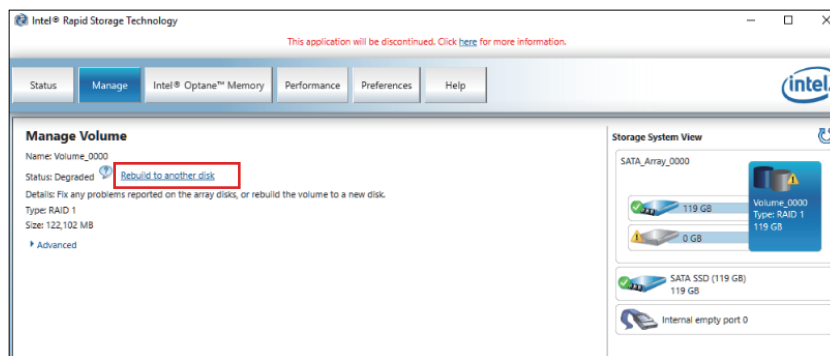 Intel® Rapid Storage Technology
This application will be discontinued. Click here for more information.
Status
Manage
Intel® Optane™ Memory
Performance
Preferences
Help
intel.
Manage Volume
Name: Volume_0000
Status: Degraded
Rebuild to another disk
Details: Fix any problems reported on the array disks, or rebuild the volume to a new disk.
Type: RAID 1
Size: 122,102 MB
Advanced
Storage System View
SATA_Array_0000
119 GB
0 GB
Volume_0000
Type: RAID 1
119 GB
SATA SSD (119 GB)
119 GB
Internal empty port 0